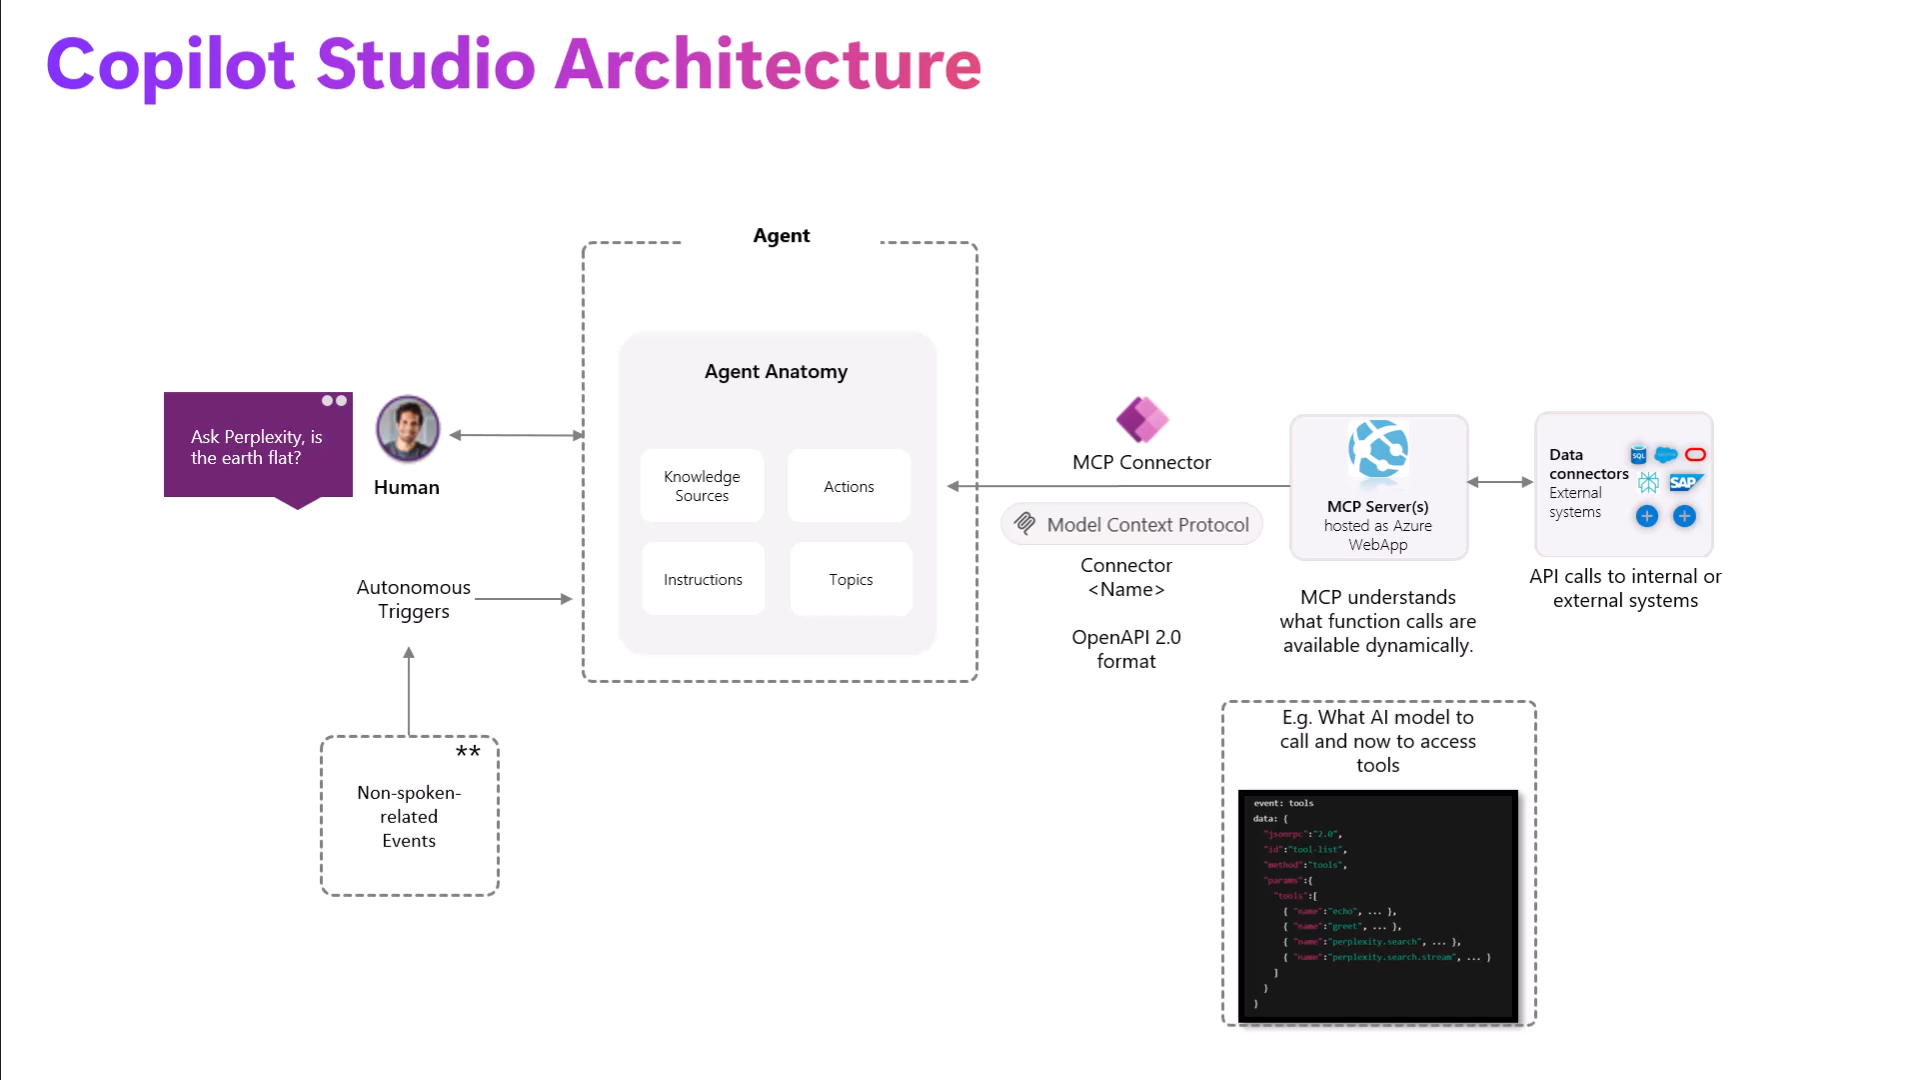 Copilot Studio Architecture
Agent
Agent Anatomy
Knowledge
Sources
Actions
Instructions
Topics
Ask Perplexity, is
the earth flat?
Human
Autonomous
Triggers
**
Non-spoken-
related
Events
MCP Connector
Model Context Protocol
Connector
<Name>
OpenAPI 2.0
format
MCP Server(s)
hosted as Azure
WebApp
MCP understands
what function calls are
available dynamically.
Data
connectors
External
systems
SQL
SAP
API calls to internal or
external systems
E.g. What AI model to
call and now to access
tools
event: tools
data: {
"jsonrpc":"2.0",
"id":"tool-list",
"method":"tools",
"params":{
"tools":[
{ "name":"echo", ... },
{ "name":"greet", ... },
{ "name":"perplexity.search", ... },
{ "name":"perplexity.search.stream", ... }
]
}
}